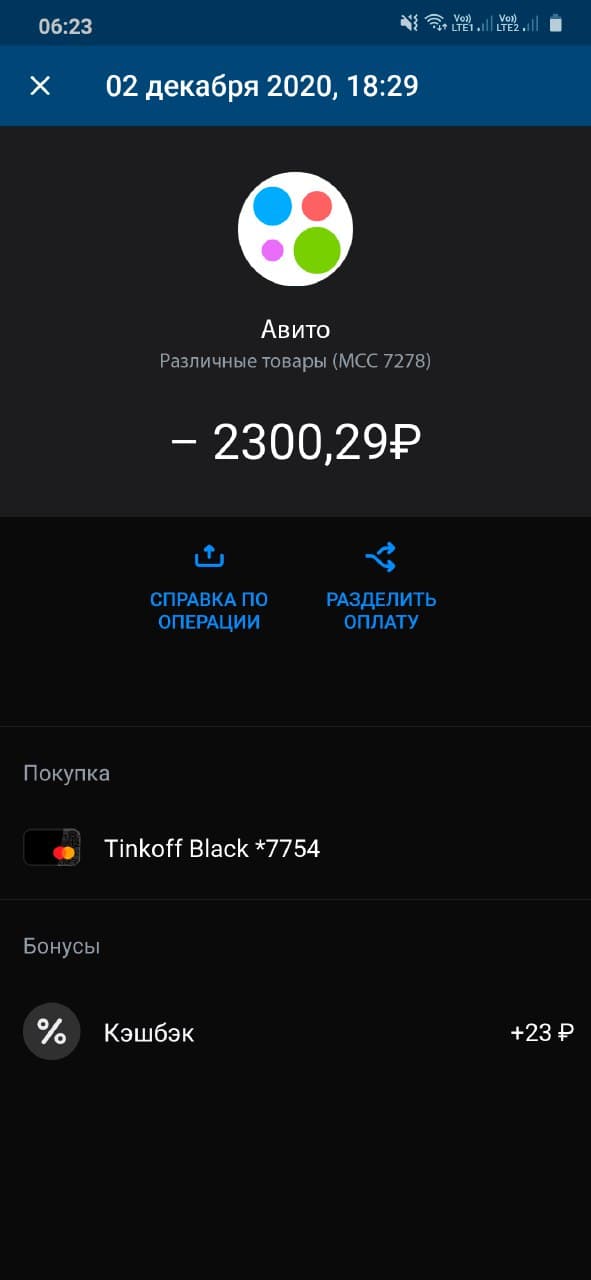 06:23
Vo)) LTE1 Vo)) LTE2
02 декабря 2020, 18:29
Авито
Различные товары (MCC 7278)
– 2300,29₽
СПРАВКА ПО
ОПЕРАЦИИ
РАЗДЕЛИТЬ
ОПЛАТУ
Покупка
Tinkoff Black *7754
Бонусы
%
Кэшбэк +23 ₽